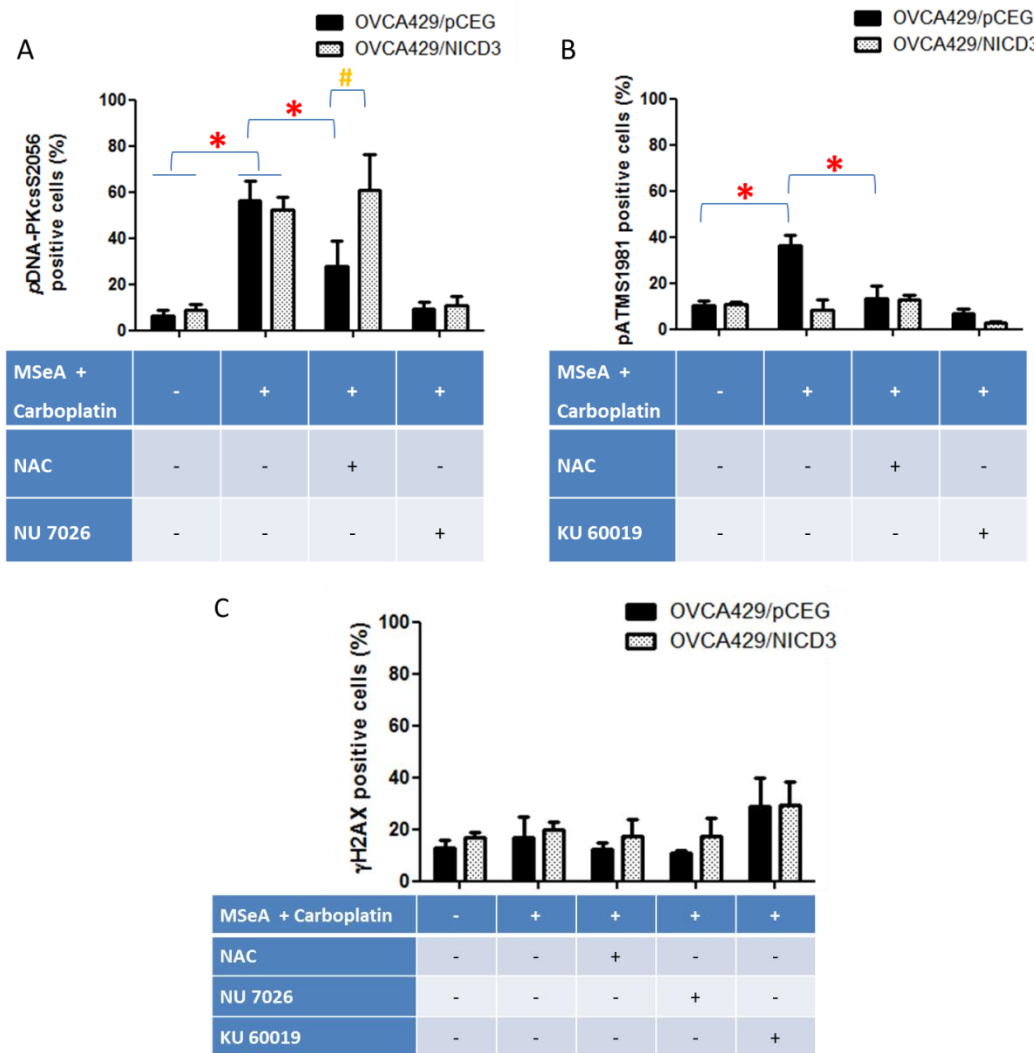 A
OVCA429/pCEG
OVCA429/NICD3
#
*
*
pDNA-PKcsS2056
positive cells (%)
100
80
60
40
20
0
MSeA +
Carboplatin
- + + +
NAC
- - + -
NU 7026
- - - +
B
OVCA429/pCEG
OVCA429/NICD3
*
*
pATMS1981 positive cells (%)
100
80
60
40
20
0
MSeA +
Carboplatin
- + + +
NAC
- - + -
KU 60019
- - - +
C
OVCA429/pCEG
OVCA429/NICD3
γH2AX positive cells (%)
100
80
60
40
20
0
MSeA + Carboplatin - + + + +
NAC - - + - -
NU 7026 - - - + -
KU 60019 - - - - +